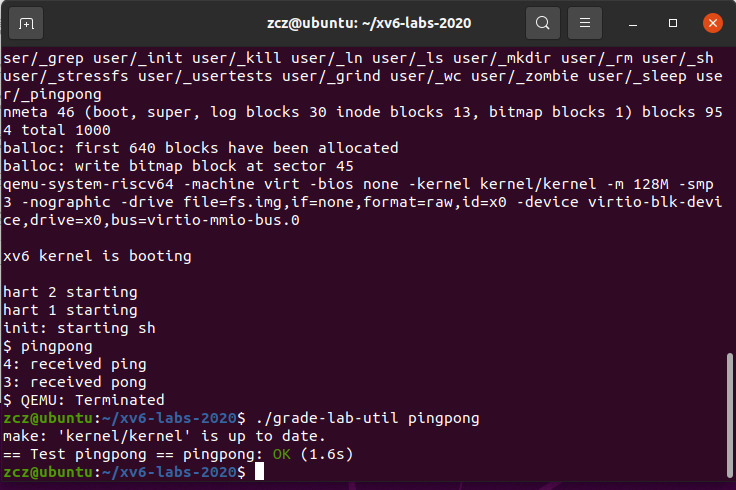 zcz@ubuntu: ~/xv6-labs-2020
ser/_grep user/_init user/_kill user/_ln user/_ls user/_mkdir user/_rm user/_sh
user/_stressfs user/_usertests user/_grind user/_wc user/_zombie user/_sleep use
r/_pingpong
nmeta 46 (boot, super, log blocks 30 inode blocks 13, bitmap blocks 1) blocks 95
4 total 1000
balloc: first 640 blocks have been allocated
balloc: write bitmap block at sector 45
qemu-system-riscv64 -machine virt -bios none -kernel kernel/kernel -m 128M -smp
3 -nographic -drive file=fs.img,if=none,format=raw,id=x0 -device virtio-blk-devi
ce,drive=x0,bus=virtio-mmio-bus.0
xv6 kernel is booting
hart 2 starting
hart 1 starting
init: starting sh
$ pingpong
4: received ping
3: received pong
$ QEMU: Terminated
zcz@ubuntu:~/xv6-labs-2020$ ./grade-lab-util pingpong
make: 'kernel/kernel' is up to date.
== Test pingpong == pingpong: OK (1.6s)
zcz@ubuntu:~/xv6-labs-2020$